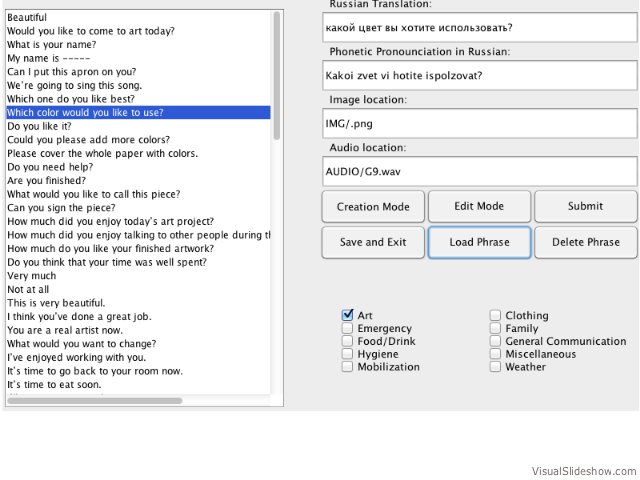 Beautiful
Would you like to come to art today?
What is your name?
My name is -----
Can I put this apron on you?
We're going to sing this song.
Which one do you like best?
Which color would you like to use?
Do you like it?
Could you please add more colors?
Please cover the whole paper with colors.
Do you need help?
Are you finished?
What would you like to call this piece?
Can you sign the piece?
How much did you enjoy today's art project?
How much did you enjoy talking to other people during
How much do you like your finished artwork?
Do you think that your time was well spent?
Very much
Not at all
This is very beautiful.
I think you've done a great job.
You are a real artist now.
What would you want to change?
I've enjoyed working with you.
It's time to go back to your room now.
It's time to eat soon.
Russian Translation:
какой цвет вы хотите использовать?
Phonetic Pronounciation in Russian:
Kakoi zvet vi hotite ispolzovat?
Image location:
IMG/.png
Audio location:
AUDIO/G9.wav
Creation Mode Edit Mode Submit
Save and Exit Load Phrase Delete Phrase
Art Clothing
Emergency Family
Food/Drink General Communication
Hygiene Miscellaneous
Mobilization Weather
VisualSlideshow.com